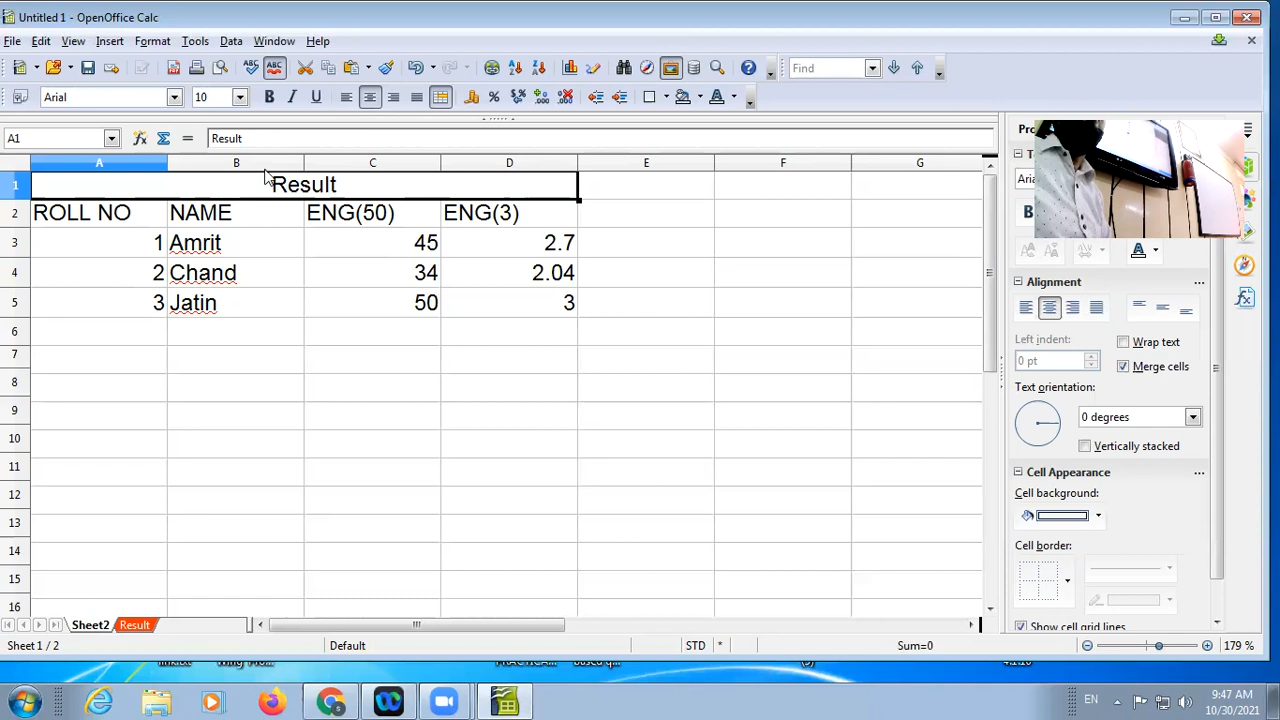 Untitled 1 - OpenOffice Calc
File Edit View Insert Format Tools Data Window Help
Find
Arial 10
A1 Result
A B C D E F G
1 Result
2 ROLL NO NAME ENG(50) ENG(3)
3 1 Amrit 45 2.7
4 2 Chand 34 2.04
5 3 Jatin 50 3
6
7
8
9
10
11
12
13
14
15
16
Alignment
Left indent:
Wrap text
0 pt
Merge cells
Text orientation:
0 degrees
Vertically stacked
Cell Appearance
Cell background:
Cell border:
Show cell grid lines
Sheet2 Result
Sheet 1 / 2 Default STD * Sum=0 179 %
EN
9:47 AM
10/30/2021